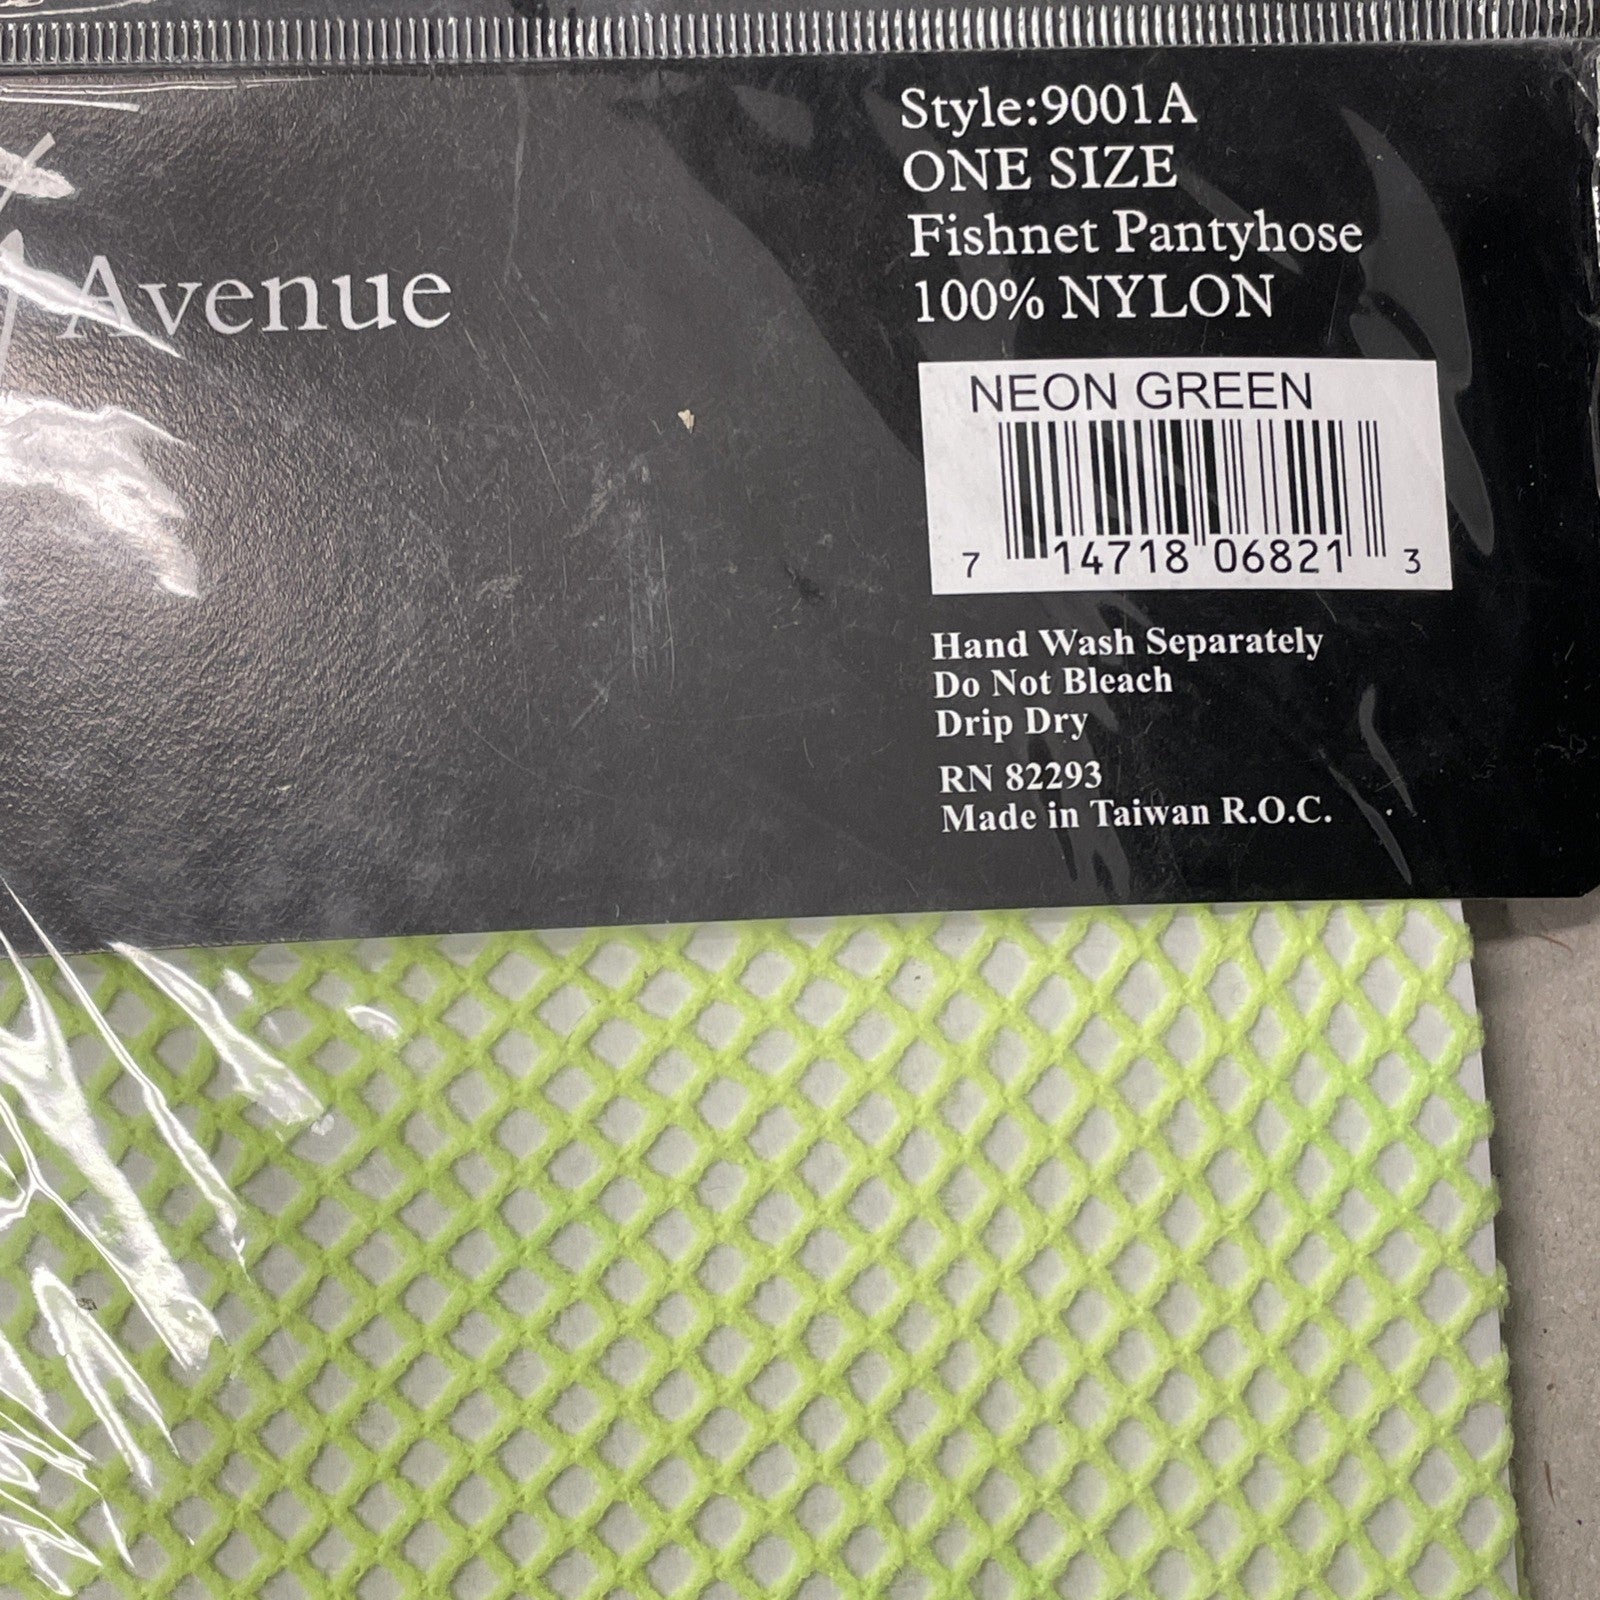 Avenue
Style:9001A
ONE SIZE
Fishnet Pantyhose
100% NYLON
NEON GREEN
7 14718 06821 3
Hand Wash Separately
Do Not Bleach
Drip Dry
RN 82293
Made in Taiwan R.O.C.